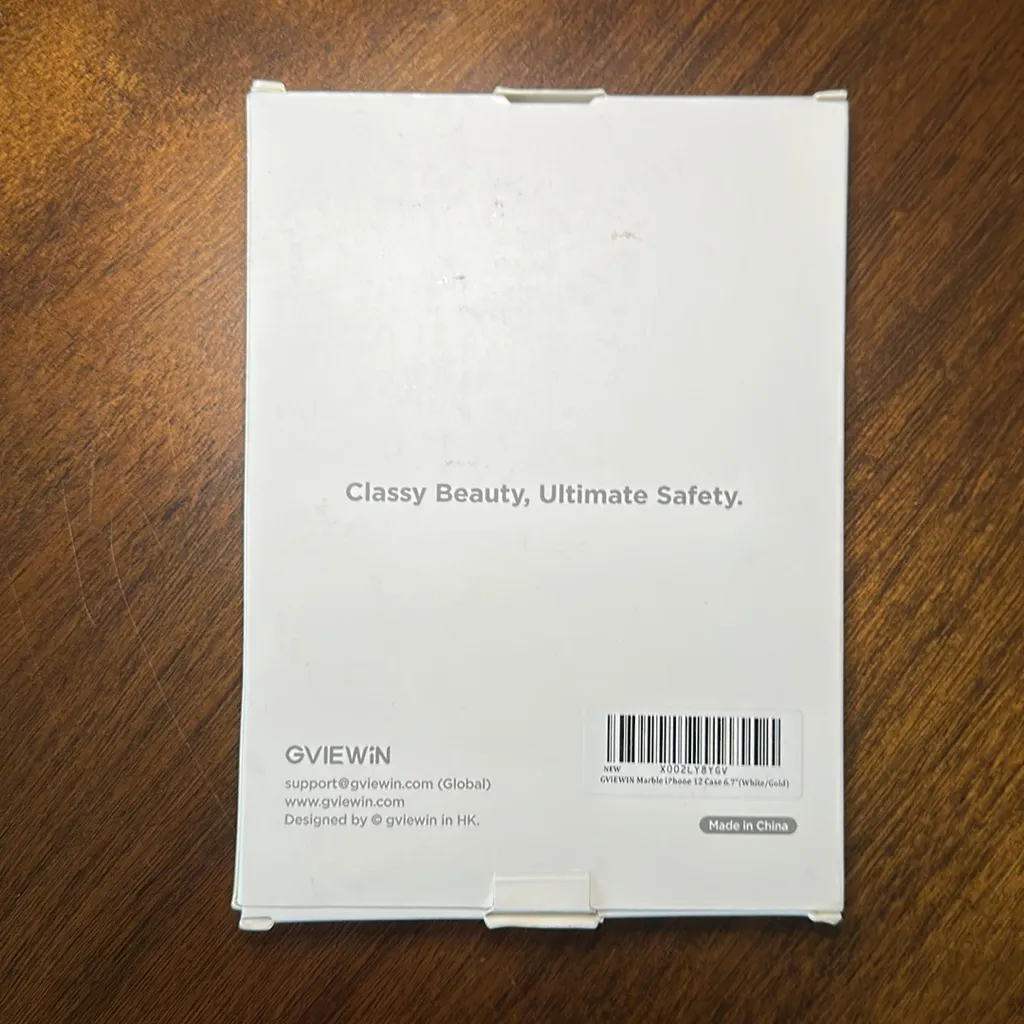 Classy Beauty, Ultimate Safety.
GVIEWiN
support@gviewin.com (Global)
www.gviewin.com
Designed by © gviewin in HK.
X002LY8YGV
NEW
GVIEWIN Marble iPhone 12 Case 6.7"(White/Gold)
Made in China